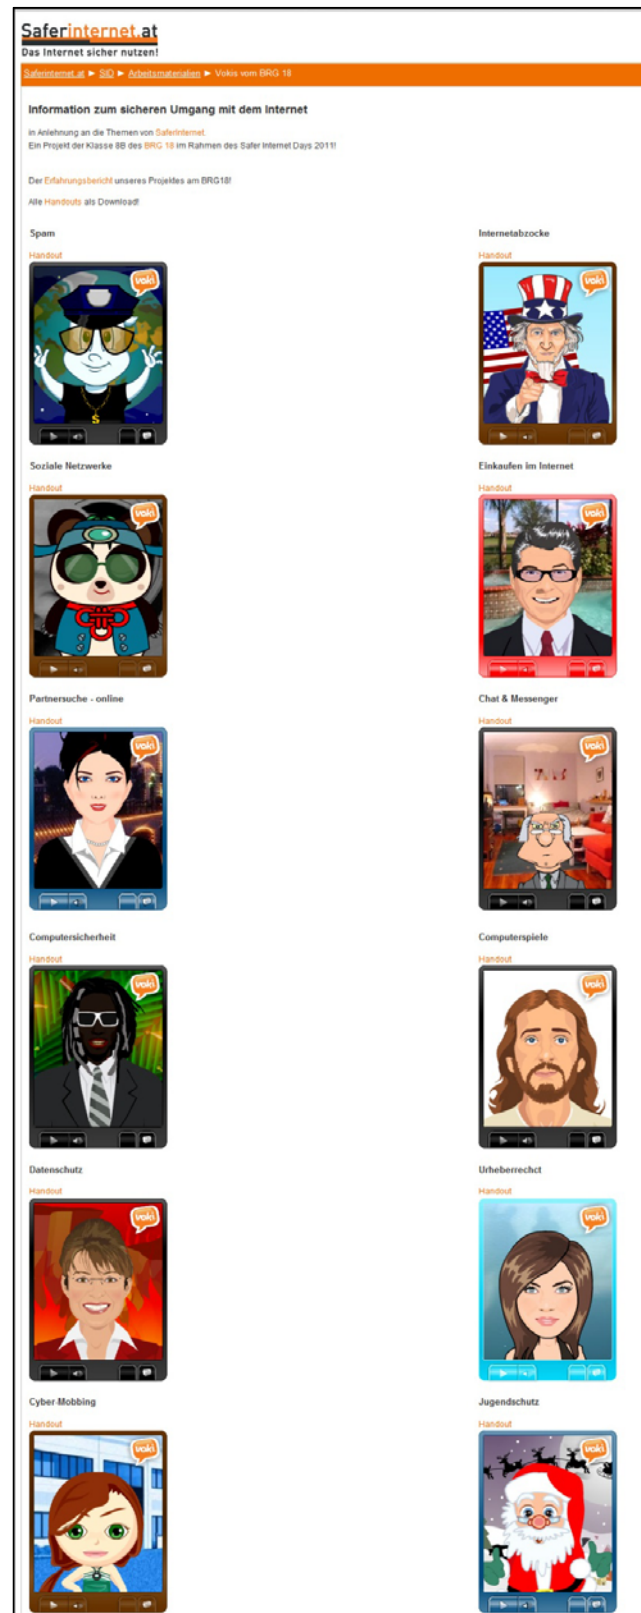 Saferinternet.at
Das Internet sicher nutzen!
Saferinternet.at ► SID ► Arbeitsmaterialien ► Vokis vom BRG 18
Information zum sicheren Umgang mit dem Internet
in Anlehnung an die Themen von SaferInternet.
Ein Projekt der Klasse 8B des BRG 18 im Rahmen des Safer Internet Days 2011!
Der Erfahrungsbericht unseres Projektes am BRG18!
Alle Handouts als Download!
Spam
Handout
voki
Internetabzocke
Handout
voki
Soziale Netzwerke
Handout
voki
Einkaufen im Internet
Handout
voki
Partnersuche - online
Handout
voki
Chat & Messenger
Handout
voki
Computersicherheit
Handout
voki
Computerspiele
Handout
voki
Datenschutz
Handout
voki
Urheberrechct
Handout
voki
Cyber-Mobbing
Handout
voki
Jugendschutz
Handout
voki